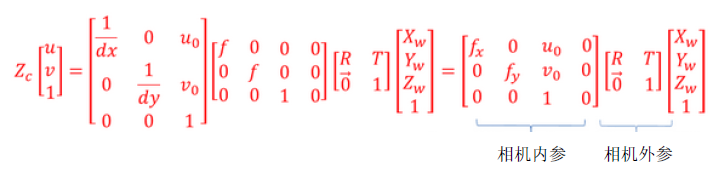 Z_c [u; v; 1] = [1/dx 0 u_0; 0 1/dy v_0; 0 0 1] [f 0 0 0; 0 f 0 0; 0 0 1 0] [R T; \vec{0} 1] [X_w; Y_w; Z_w; 1] = [f_x 0 u_0 0; 0 f_y v_0 0; 0 0 1 0] [R T; \vec{0} 1] [X_w; Y_w; Z_w; 1]
相机内参 相机外参